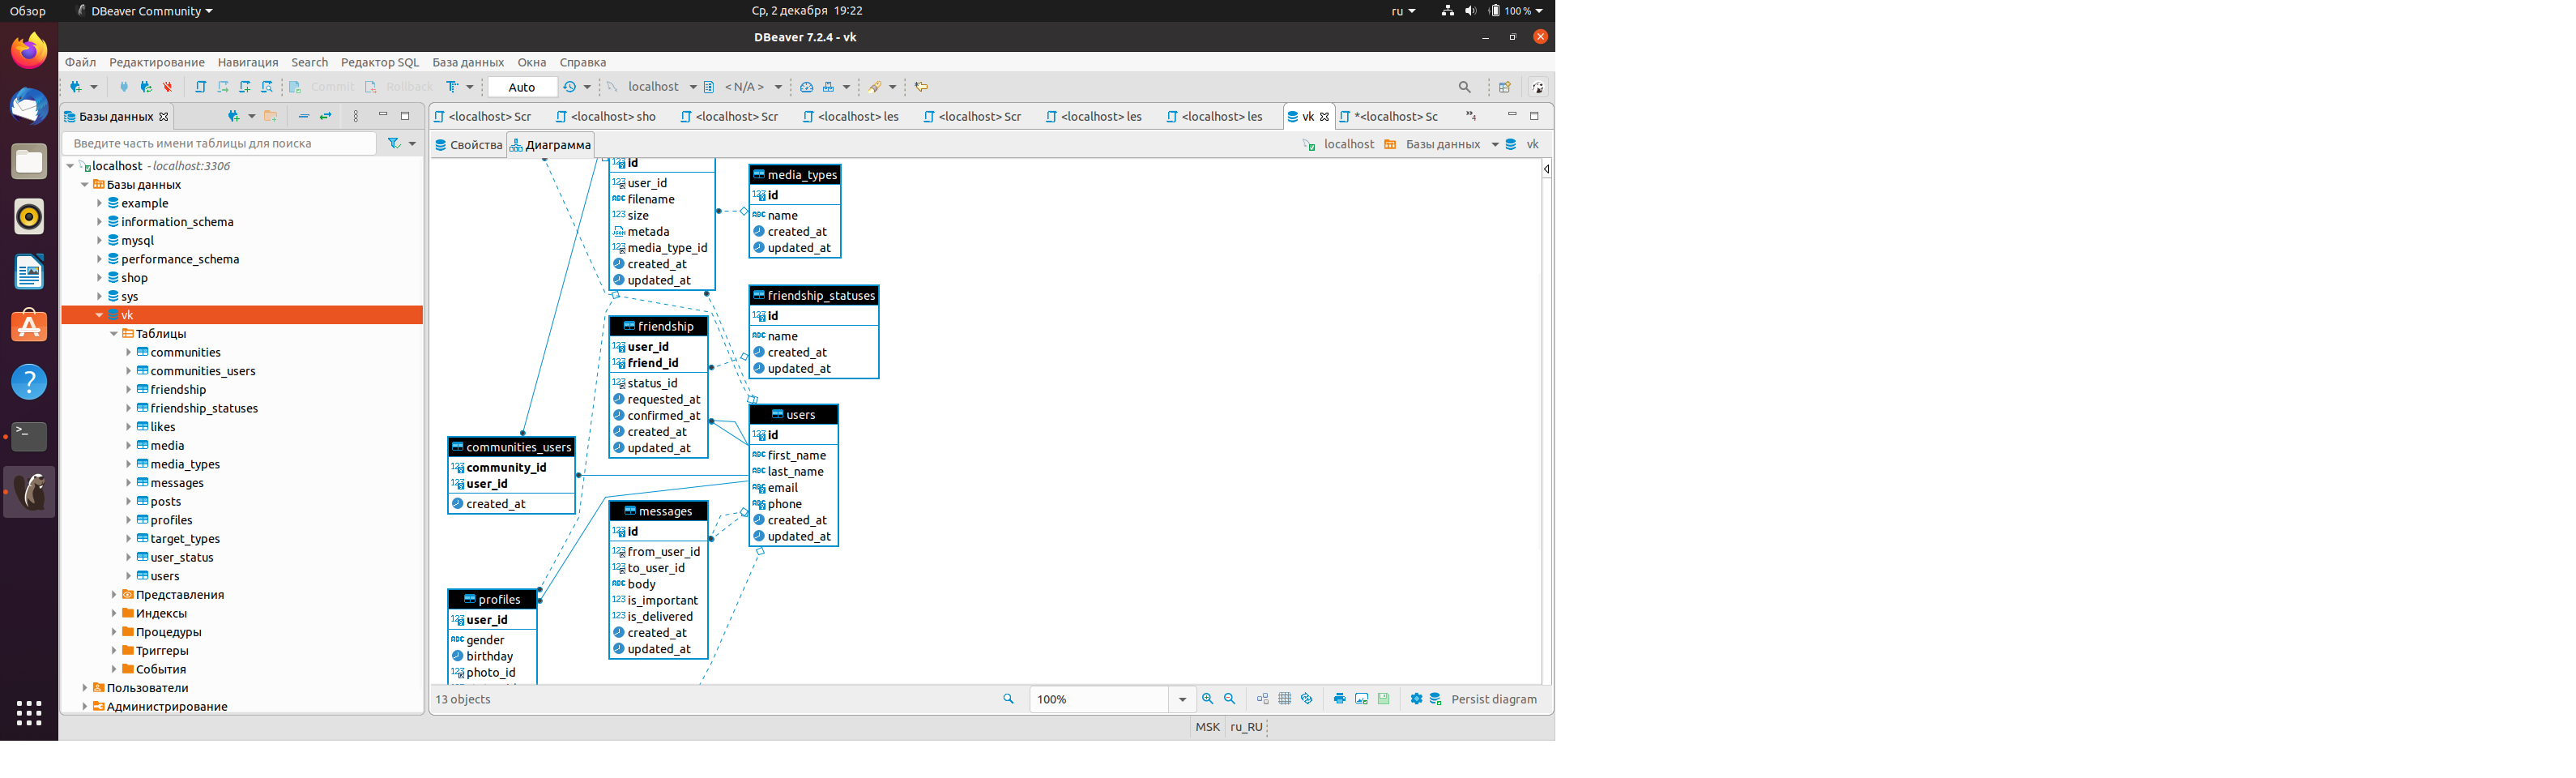 Обзор
DBeaver Community
Ср, 2 декабря 19:22
ru
100 %
DBeaver 7.2.4 - vk
Файл Редактирование Навигация Search Редактор SQL База данных Окна Справка
Commit
Rollback
Auto
localhost
< N/A >
Базы данных
<localhost> Scr
<localhost> sho
<localhost> Scr
<localhost> les
<localhost> Scr
<localhost> les
<localhost> les
vk
*<localhost> Sc
»4
Введите часть имени таблицы для поиска
Свойства
Диаграмма
localhost
Базы данных
vk
localhost - localhost:3306
Базы данных
example
information_schema
mysql
performance_schema
shop
sys
vk
Таблицы
communities
communities_users
friendship
friendship_statuses
likes
media
media_types
messages
posts
profiles
target_types
user_status
users
Представления
Индексы
Процедуры
Триггеры
События
Пользователи
Администрирование
id
user_id
filename
size
metada
media_type_id
created_at
updated_at
media_types
id
name
created_at
updated_at
friendship_statuses
id
name
created_at
updated_at
friendship
user_id
friend_id
status_id
requested_at
confirmed_at
created_at
updated_at
users
id
first_name
last_name
email
phone
created_at
updated_at
communities_users
community_id
user_id
created_at
messages
id
from_user_id
to_user_id
body
is_important
is_delivered
created_at
updated_at
profiles
user_id
gender
birthday
photo_id
13 objects
100%
Persist diagram
MSK
ru_RU